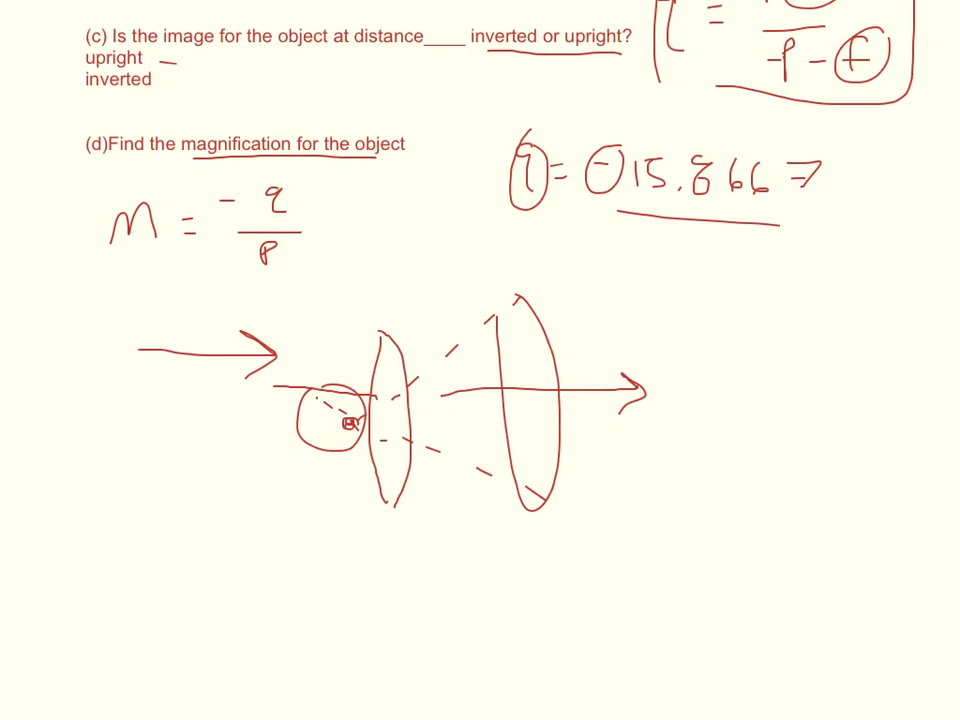 (c) Is the image for the object at distance____ inverted or upright?
upright
inverted
(d)Find the magnification for the object
=
-p - f
q = -15.8667
M = - q
p